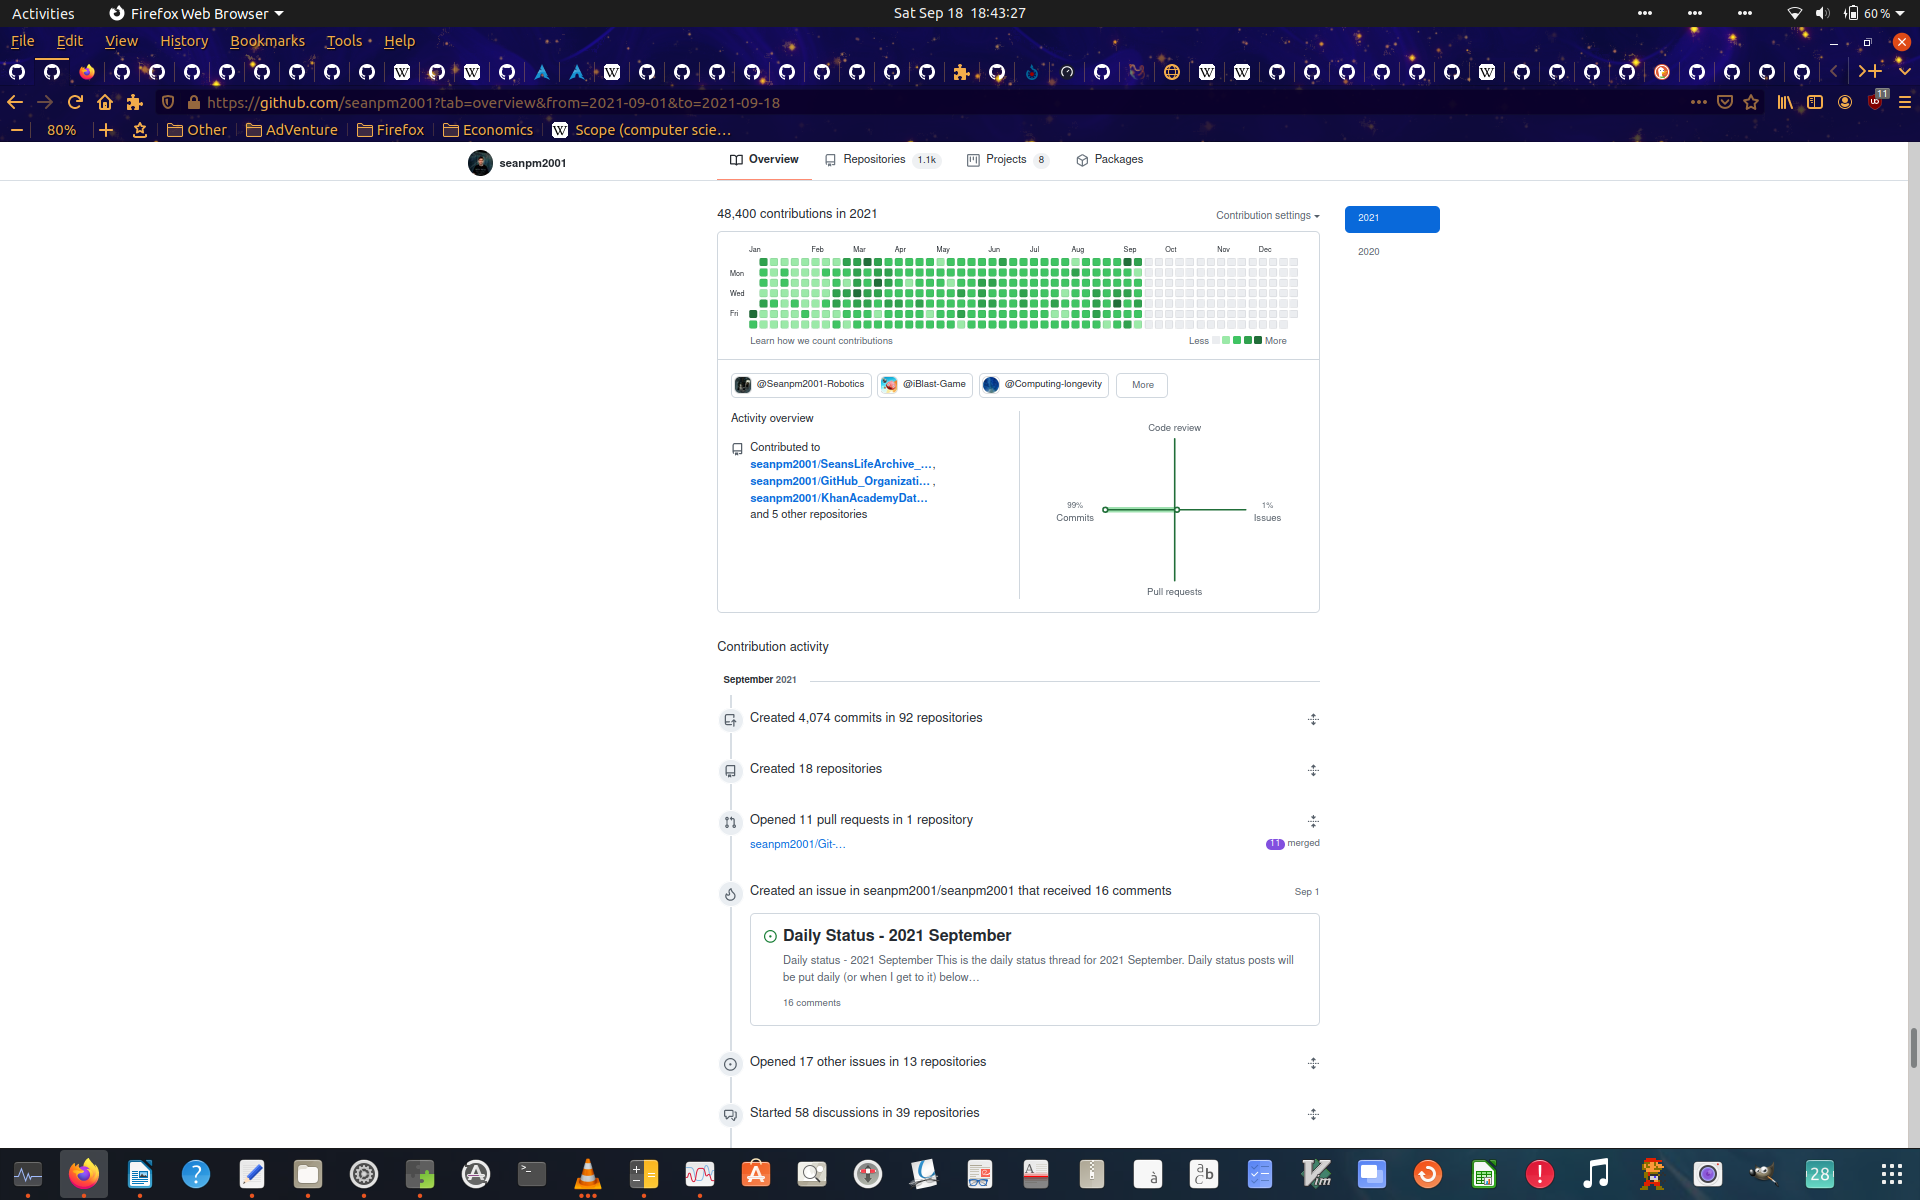 Activities Firefox Web Browser Sat Sep 18 18:43:27 60 %
File Edit View History Bookmarks Tools Help
https://github.com/seanpm2001?tab=overview&from=2021-09-01&to=2021-09-18 11
80% Other AdVenture Firefox Economics Scope (computer scie…
seanpm2001 Overview Repositories 1.1k Projects 8 Packages
48,400 contributions in 2021 Contribution settings 2021
2020
Jan Feb Mar Apr May Jun Jul Aug Sep Oct Nov Dec
Mon
Wed
Fri
Learn how we count contributions Less More
@Seanpm2001-Robotics @iBlast-Game @Computing-longevity More
Activity overview
Contributed to
seanpm2001/SeansLifeArchive_…,
seanpm2001/GitHub_Organizati… ,
seanpm2001/KhanAcademyDat…
and 5 other repositories
Code review
99% Commits
1% Issues
Pull requests
Contribution activity
September 2021
Created 4,074 commits in 92 repositories
Created 18 repositories
Opened 11 pull requests in 1 repository
seanpm2001/Git-… 11 merged
Created an issue in seanpm2001/seanpm2001 that received 16 comments Sep 1
Daily Status - 2021 September
Daily status - 2021 September This is the daily status thread for 2021 September. Daily status posts will
be put daily (or when I get to it) below…
16 comments
Opened 17 other issues in 13 repositories
Started 58 discussions in 39 repositories
28